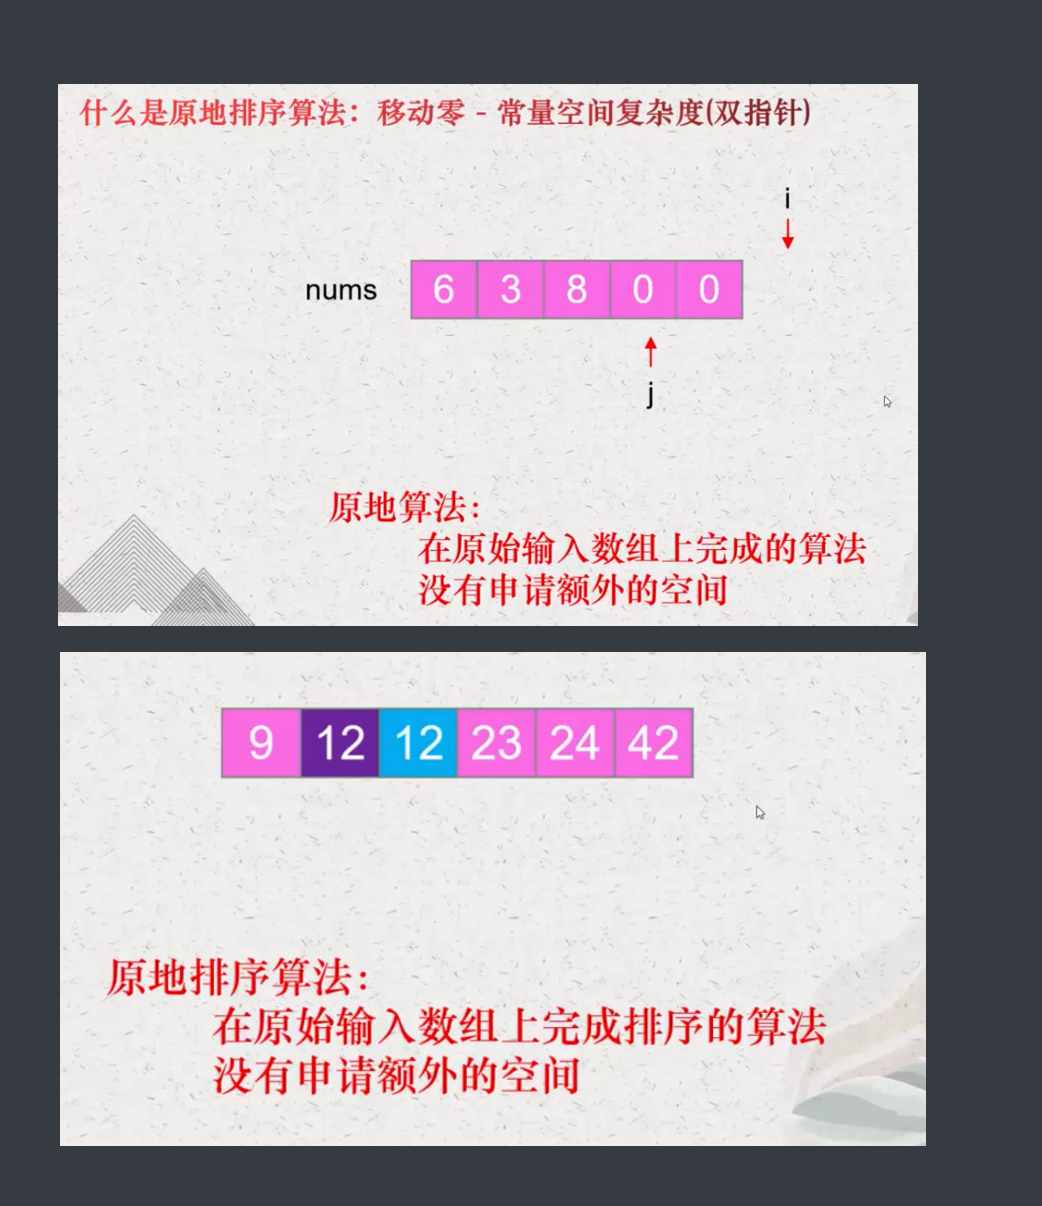 什么是原地排序算法：移动零 - 常量空间复杂度(双指针)
i
nums 6 3 8 0 0
j
原地算法：
在原始输入数组上完成的算法
没有申请额外的空间
9 12 12 23 24 42
原地排序算法：
在原始输入数组上完成排序的算法
没有申请额外的空间